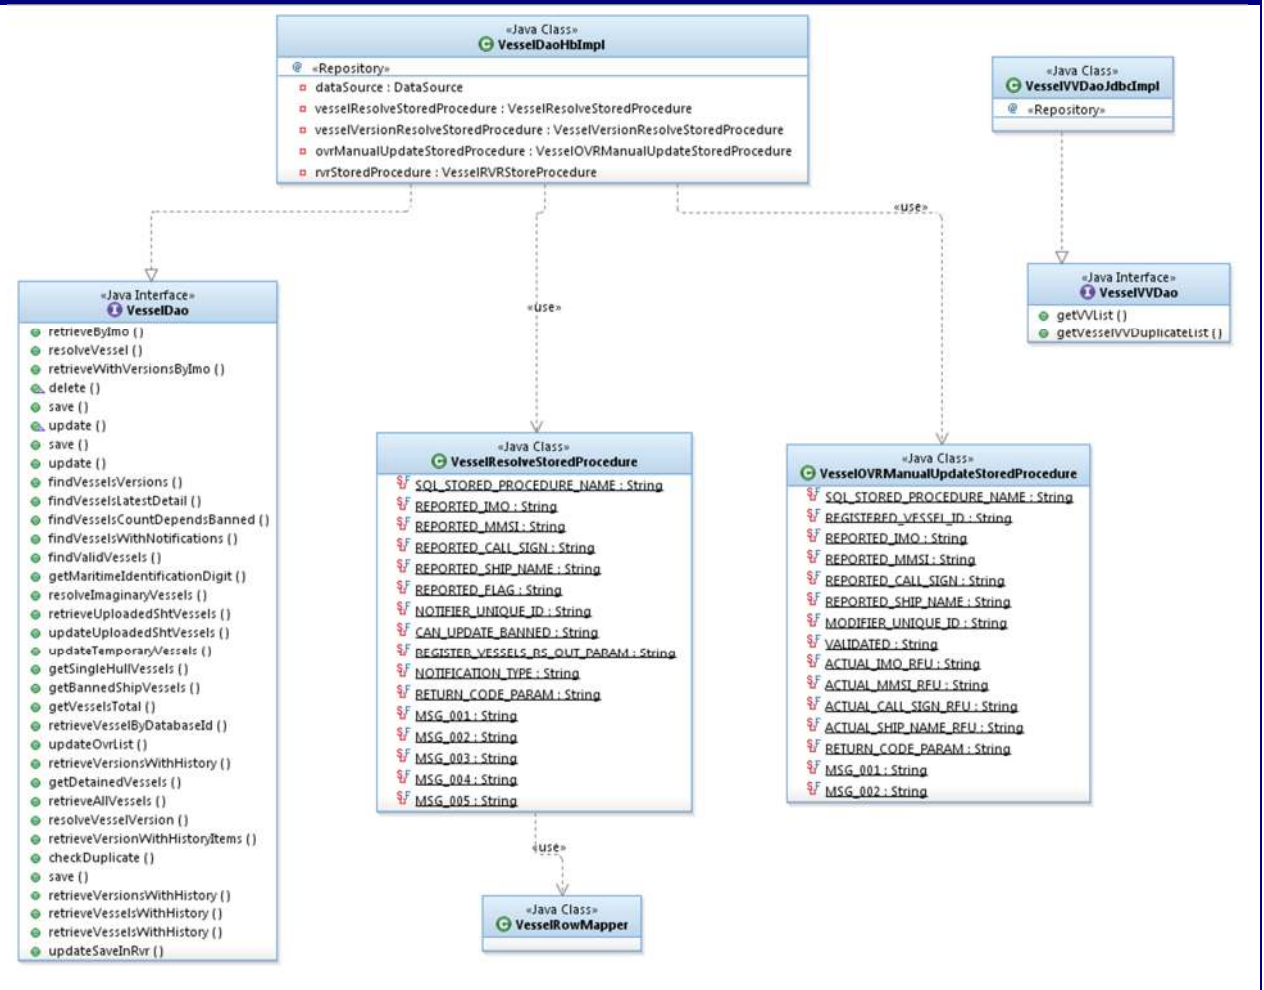 «Java Class»
VesselDaoHbImpl
«Repository»
dataSource : DataSource
vesselResolveStoredProcedure : VesselResolveStoredProcedure
vesselVersionResolveStoredProcedure : VesselVersionResolveStoredProcedure
ovrManualUpdateStoredProcedure : VesselOVRManualUpdateStoredProcedure
rvrStoredProcedure : VesselRVRStoreProcedure
«Java Class»
VesselVVDaoJdbcImpl
«Repository»
«use»
«use»
«Java Interface»
VesselVVDao
getVVList ( )
getVesselVVDuplicateList ( )
«Java Interface»
VesselDao
retrieveByImo ( )
resolveVessel ( )
retrieveWithVersionsByImo ( )
delete ( )
save ( )
update ( )
save ( )
update ( )
findVesselsVersions ( )
findVesselsLatestDetail ( )
findVesselsCountDependsBanned ( )
findVesselsWithNotifications ( )
findValidVessels ( )
getMaritimeIdentificationDigit ( )
resolveImaginaryVessels ( )
retrieveUploadedShtVessels ( )
updateUploadedShtVessels ( )
updateTemporaryVessels ( )
getSingleHullVessels ( )
getBannedShipVessels ( )
getVesselsTotal ( )
retrieveVesselByDatabaseId ( )
updateOvrList ( )
retrieveVersionsWithHistory ( )
getDetainedVessels ( )
retrieveAllVessels ( )
resolveVesselVersion ( )
retrieveVersionWithHistoryItems ( )
checkDuplicate ( )
save ( )
retrieveVersionsWithHistory ( )
retrieveVesselsWithHistory ( )
retrieveVesselsWithHistory ( )
updateSaveInRvr ( )
«Java Class»
VesselResolveStoredProcedure
SQL_STORED_PROCEDURE_NAME : String
REPORTED_IMO : String
REPORTED_MMSI : String
REPORTED_CALL_SIGN : String
REPORTED_SHIP_NAME : String
REPORTED_FLAG : String
NOTIFIER_UNIQUE_ID : String
CAN_UPDATE_BANNED : String
REGISTER_VESSELS_RS_OUT_PARAM : String
NOTIFICATION_TYPE : String
RETURN_CODE_PARAM : String
MSG_001 : String
MSG_002 : String
MSG_003 : String
MSG_004 : String
MSG_005 : String
«Java Class»
VesselOVRManualUpdateStoredProcedure
SQL_STORED_PROCEDURE_NAME : String
REGISTERED_VESSEL_ID : String
REPORTED_IMO : String
REPORTED_MMSI : String
REPORTED_CALL_SIGN : String
REPORTED_SHIP_NAME : String
MODIFIER_UNIQUE_ID : String
VALIDATED : String
ACTUAL_IMO_RFU : String
ACTUAL_MMSI_RFU : String
ACTUAL_CALL_SIGN_RFU : String
ACTUAL_SHIP_NAME_RFU : String
RETURN_CODE_PARAM : String
MSG_001 : String
MSG_002 : String
«use»
«Java Class»
VesselRowMapper